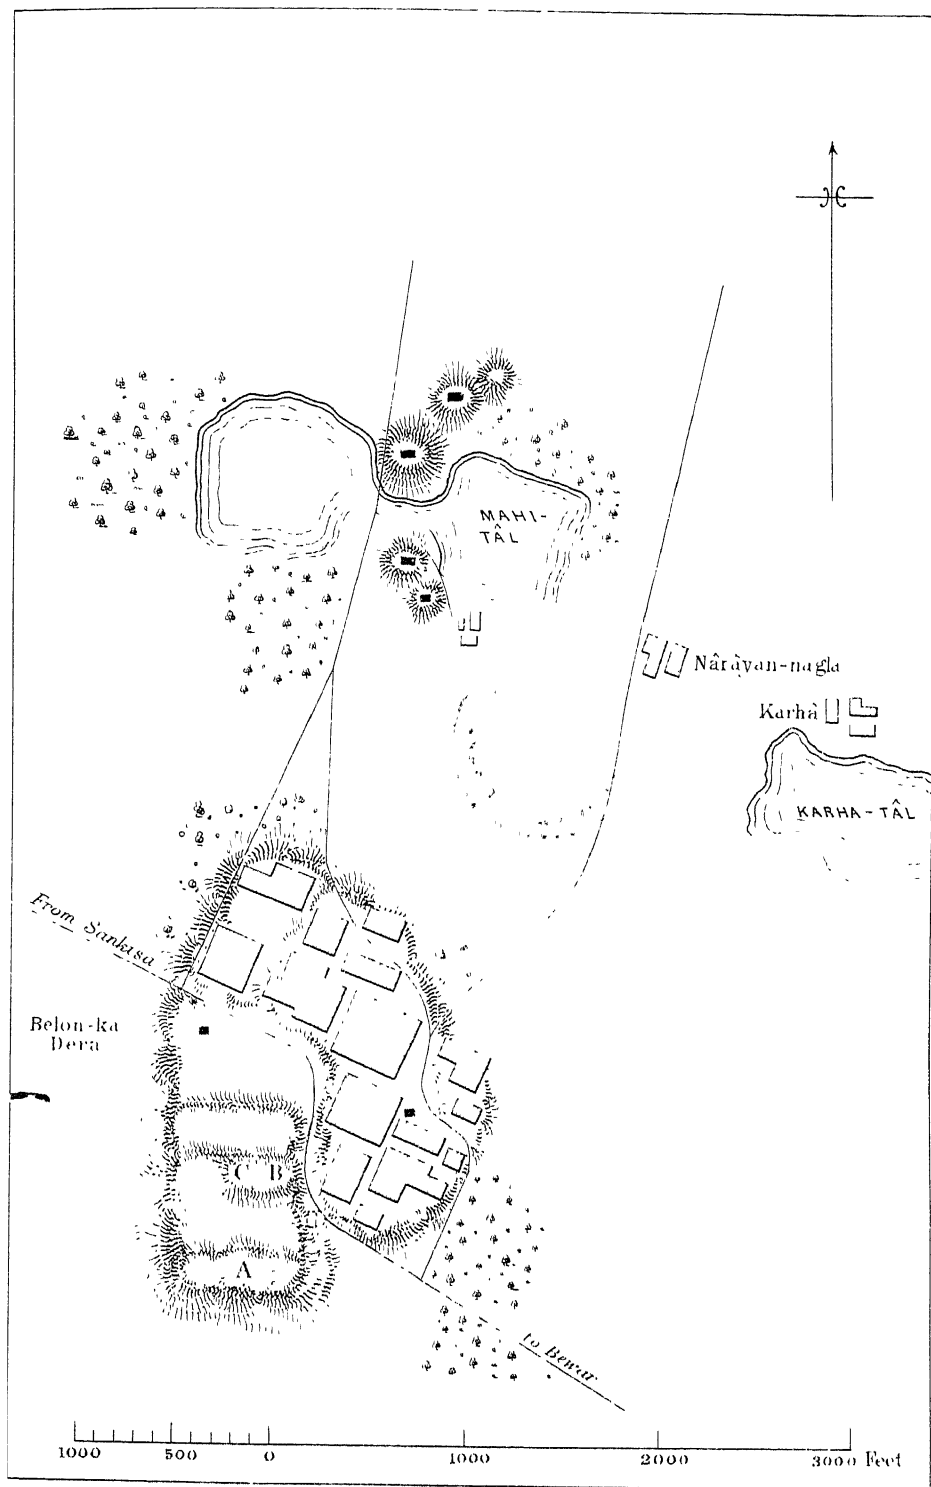 MAHI-
TÂL
Nârâyan-nagla
Karhà
KARHA-TÂL
From Sankisa
Belon-ka
Dera
C B
A
to Bewar
1000 500 0 1000 2000 3000 Feet